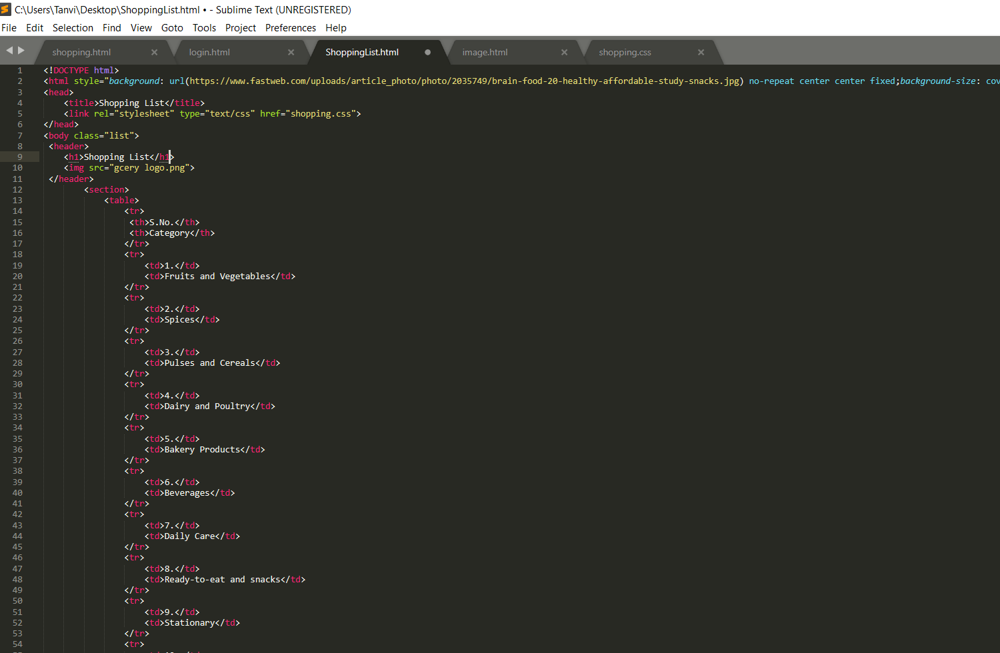 C:\Users\Tanvi\Desktop\ShoppingList.html • - Sublime Text (UNREGISTERED)
File Edit Selection Find View Goto Tools Project Preferences Help
shopping.html × login.html × ShoppingList.html image.html × shopping.css ×
1 <!DOCTYPE html>
2 <html style="background: url(https://www.fastweb.com/uploads/article_photo/photo/2035749/brain-food-20-healthy-affordable-study-snacks.jpg) no-repeat center center fixed;background-size: cov
3 <head>
4 <title>Shopping List</title>
5 <link rel="stylesheet" type="text/css" href="shopping.css">
6 </head>
7 <body class="list">
8 <header>
9 <h1>Shopping List</h1>
10 <img src="gcery logo.png">
11 </header>
12 <section>
13 <table>
14 <tr>
15 <th>S.No.</th>
16 <th>Category</th>
17 </tr>
18 <tr>
19 <td>1.</td>
20 <td>Fruits and Vegetables</td>
21 </tr>
22 <tr>
23 <td>2.</td>
24 <td>Spices</td>
25 </tr>
26 <tr>
27 <td>3.</td>
28 <td>Pulses and Cereals</td>
29 </tr>
30 <tr>
31 <td>4.</td>
32 <td>Dairy and Poultry</td>
33 </tr>
34 <tr>
35 <td>5.</td>
36 <td>Bakery Products</td>
37 </tr>
38 <tr>
39 <td>6.</td>
40 <td>Beverages</td>
41 </tr>
42 <tr>
43 <td>7.</td>
44 <td>Daily Care</td>
45 </tr>
46 <tr>
47 <td>8.</td>
48 <td>Ready-to-eat and snacks</td>
49 </tr>
50 <tr>
51 <td>9.</td>
52 <td>Stationary</td>
53 </tr>
54 <tr>